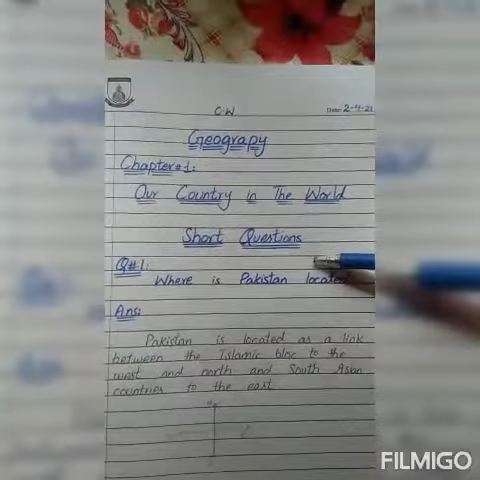 C.W
Date: 2-4-21
Geograpy
Chapter#1:
Our Country in The World
Short Questions
Q#1:
Where is Pakistan located
Ans:
Pakistan is located as a link
between the Islamic bloc to the
west and north and South Asian
countries to the east
FILMIGO